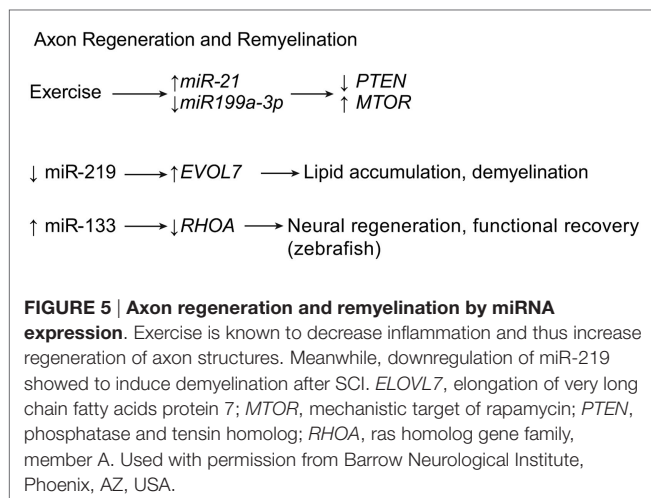 Axon Regeneration and Remyelination
Exercise ⟶ ↑miR-21 ⟶ ↓ PTEN
↓miR199a-3p ↑ MTOR
↓ miR-219 ⟶ ↑EVOL7 ⟶ Lipid accumulation, demyelination
↑ miR-133 ⟶ ↓RHOA ⟶ Neural regeneration, functional recovery
(zebrafish)
FIGURE 5 | Axon regeneration and remyelination by miRNA
expression. Exercise is known to decrease inflammation and thus increase
regeneration of axon structures. Meanwhile, downregulation of miR-219
showed to induce demyelination after SCI. ELOVL7, elongation of very long
chain fatty acids protein 7; MTOR, mechanistic target of rapamycin; PTEN,
phosphatase and tensin homolog; RHOA, ras homolog gene family,
member A. Used with permission from Barrow Neurological Institute,
Phoenix, AZ, USA.